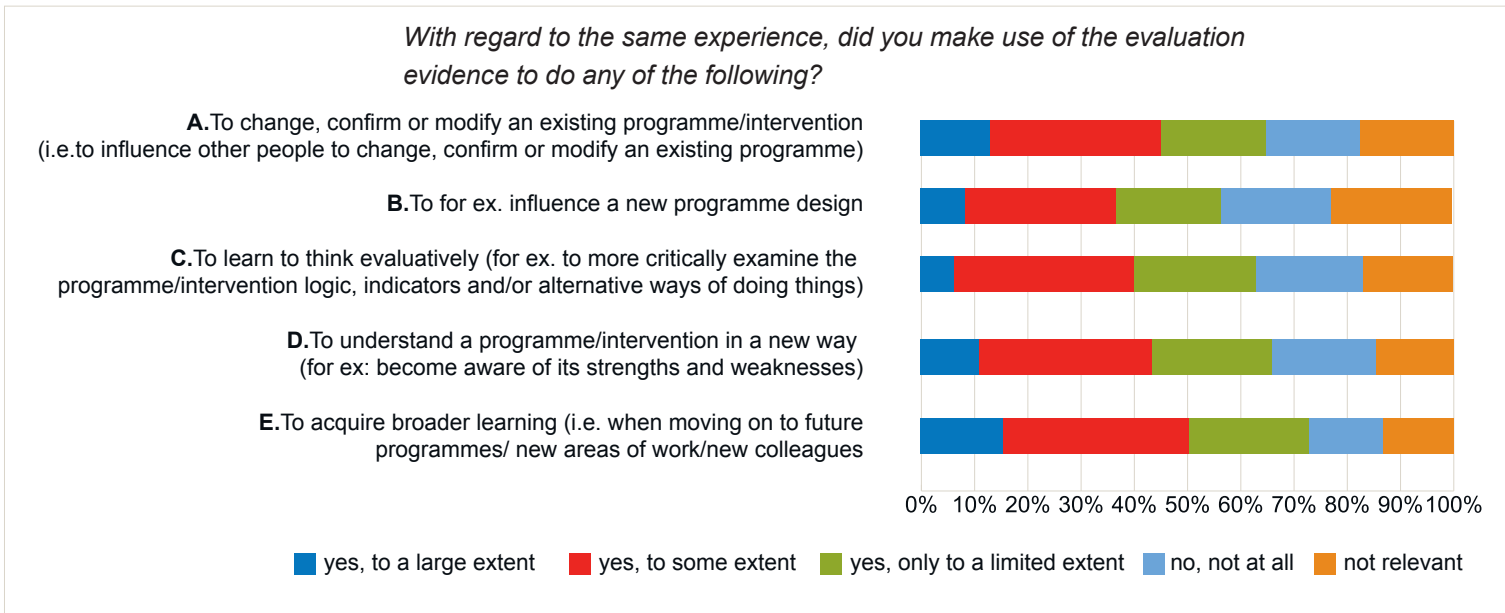 With regard to the same experience, did you make use of the evaluation
evidence to do any of the following?
A.To change, confirm or modify an existing programme/intervention
(i.e.to influence other people to change, confirm or modify an existing programme)
B.To for ex. influence a new programme design
C.To learn to think evaluatively (for ex. to more critically examine the
programme/intervention logic, indicators and/or alternative ways of doing things)
D.To understand a programme/intervention in a new way
(for ex: become aware of its strengths and weaknesses)
E.To acquire broader learning (i.e. when moving on to future
programmes/ new areas of work/new colleagues
0% 10% 20% 30% 40% 50% 60% 70% 80% 90% 100%
yes, to a large extent yes, to some extent yes, only to a limited extent no, not at all not relevant